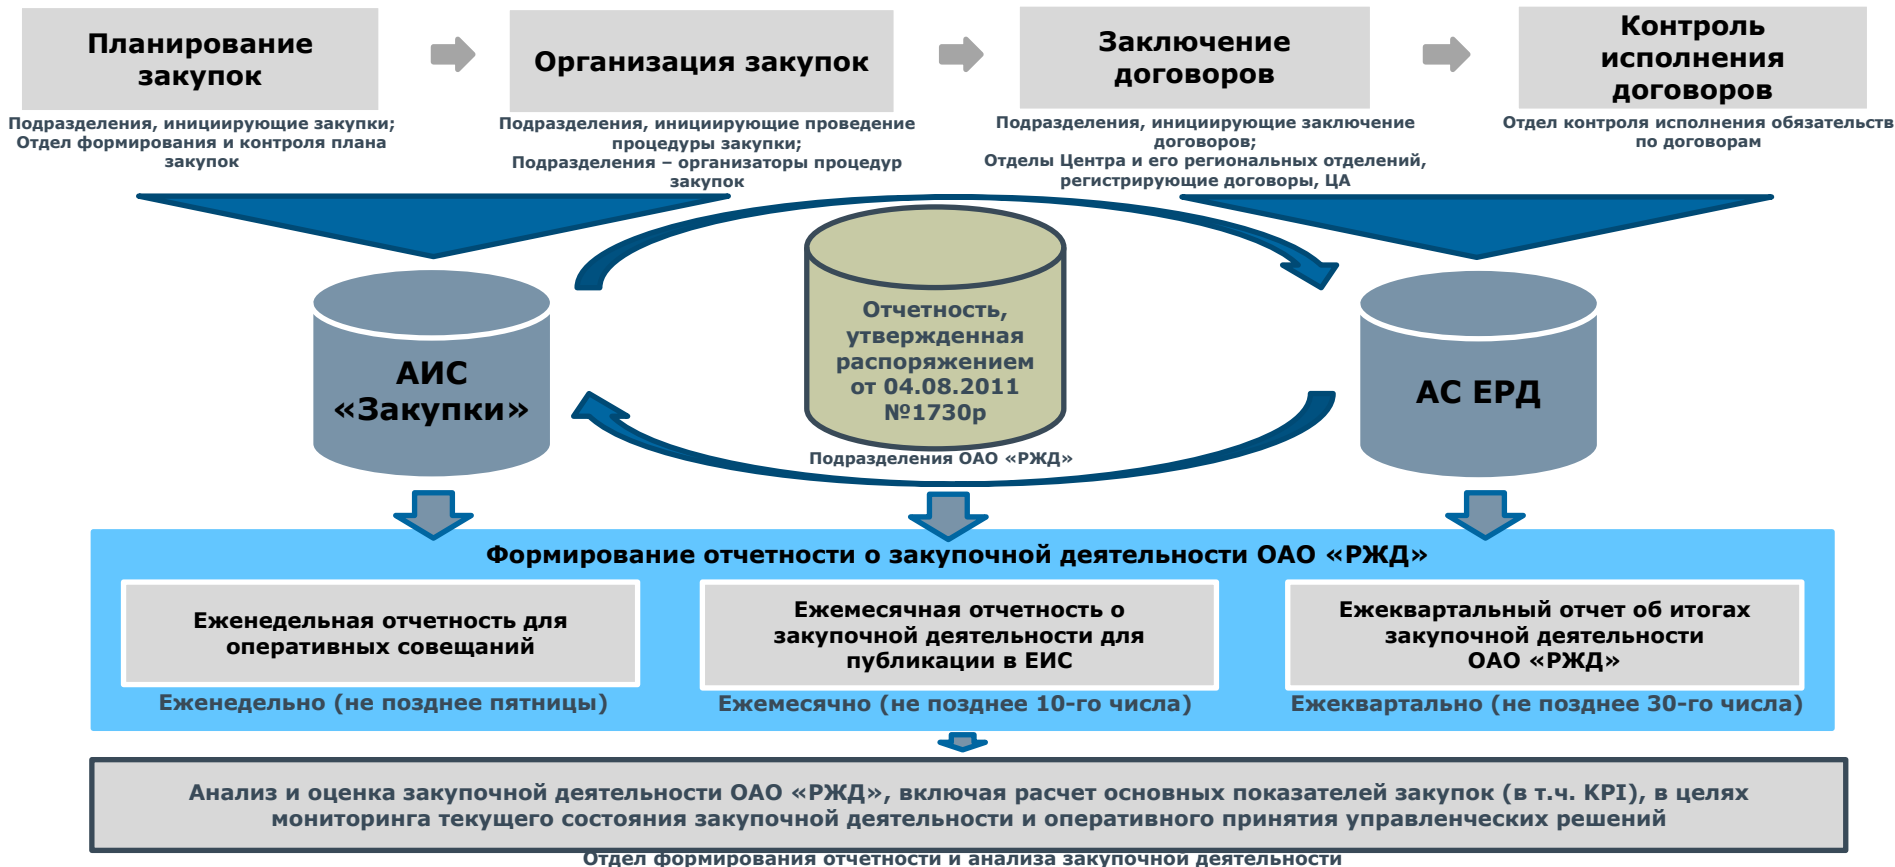 Планирование
закупок
Организация закупок
Заключение
договоров
Контроль
исполнения
договоров
Подразделения, инициирующие закупки;
Отдел формирования и контроля плана
закупок
Подразделения, инициирующие проведение
процедуры закупки;
Подразделения – организаторы процедур
закупок
Подразделения, инициирующие заключение
договоров;
Отделы Центра и его региональных отделений,
регистрирующие договоры, ЦА
Отдел контроля исполнения обязательств
по договорам
АИС
«Закупки»
Отчетность,
утвержденная
распоряжением
от 04.08.2011
№1730р
Подразделения ОАО «РЖД»
АС ЕРД
Формирование отчетности о закупочной деятельности ОАО «РЖД»
Еженедельная отчетность для
оперативных совещаний
Еженедельно (не позднее пятницы)
Ежемесячная отчетность о
закупочной деятельности для
публикации в ЕИС
Ежемесячно (не позднее 10-го числа)
Ежеквартальный отчет об итогах
закупочной деятельности
ОАО «РЖД»
Ежеквартально (не позднее 30-го числа)
Анализ и оценка закупочной деятельности ОАО «РЖД», включая расчет основных показателей закупок (в т.ч. KPI), в целях
мониторинга текущего состояния закупочной деятельности и оперативного принятия управленческих решений
Отдел формирования отчетности и анализа закупочной деятельности